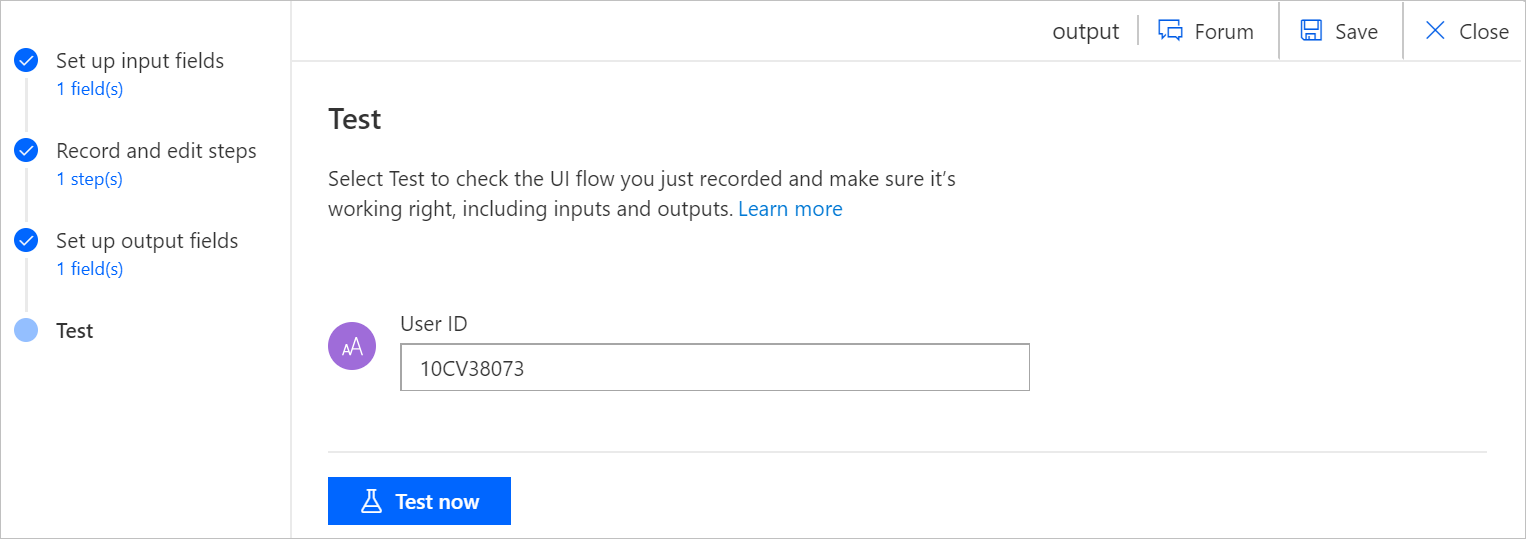 output
Forum
Save
Close
Set up input fields
1 field(s)
Record and edit steps
1 step(s)
Set up output fields
1 field(s)
Test
Test
Select Test to check the UI flow you just recorded and make sure it’s
working right, including inputs and outputs. Learn more
AA
User ID
10CV38073
Test now